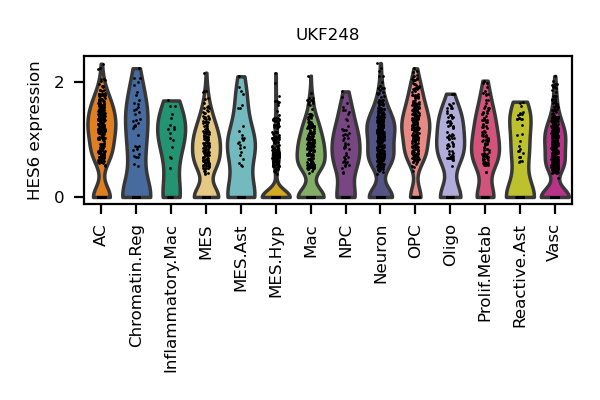 UKF248
HES6 expression
2
0
AC
Chromatin.Reg
Inflammatory.Mac
MES
MES.Ast
MES.Hyp
Mac
NPC
Neuron
OPC
Oligo
Prolif.Metab
Reactive.Ast
Vasc